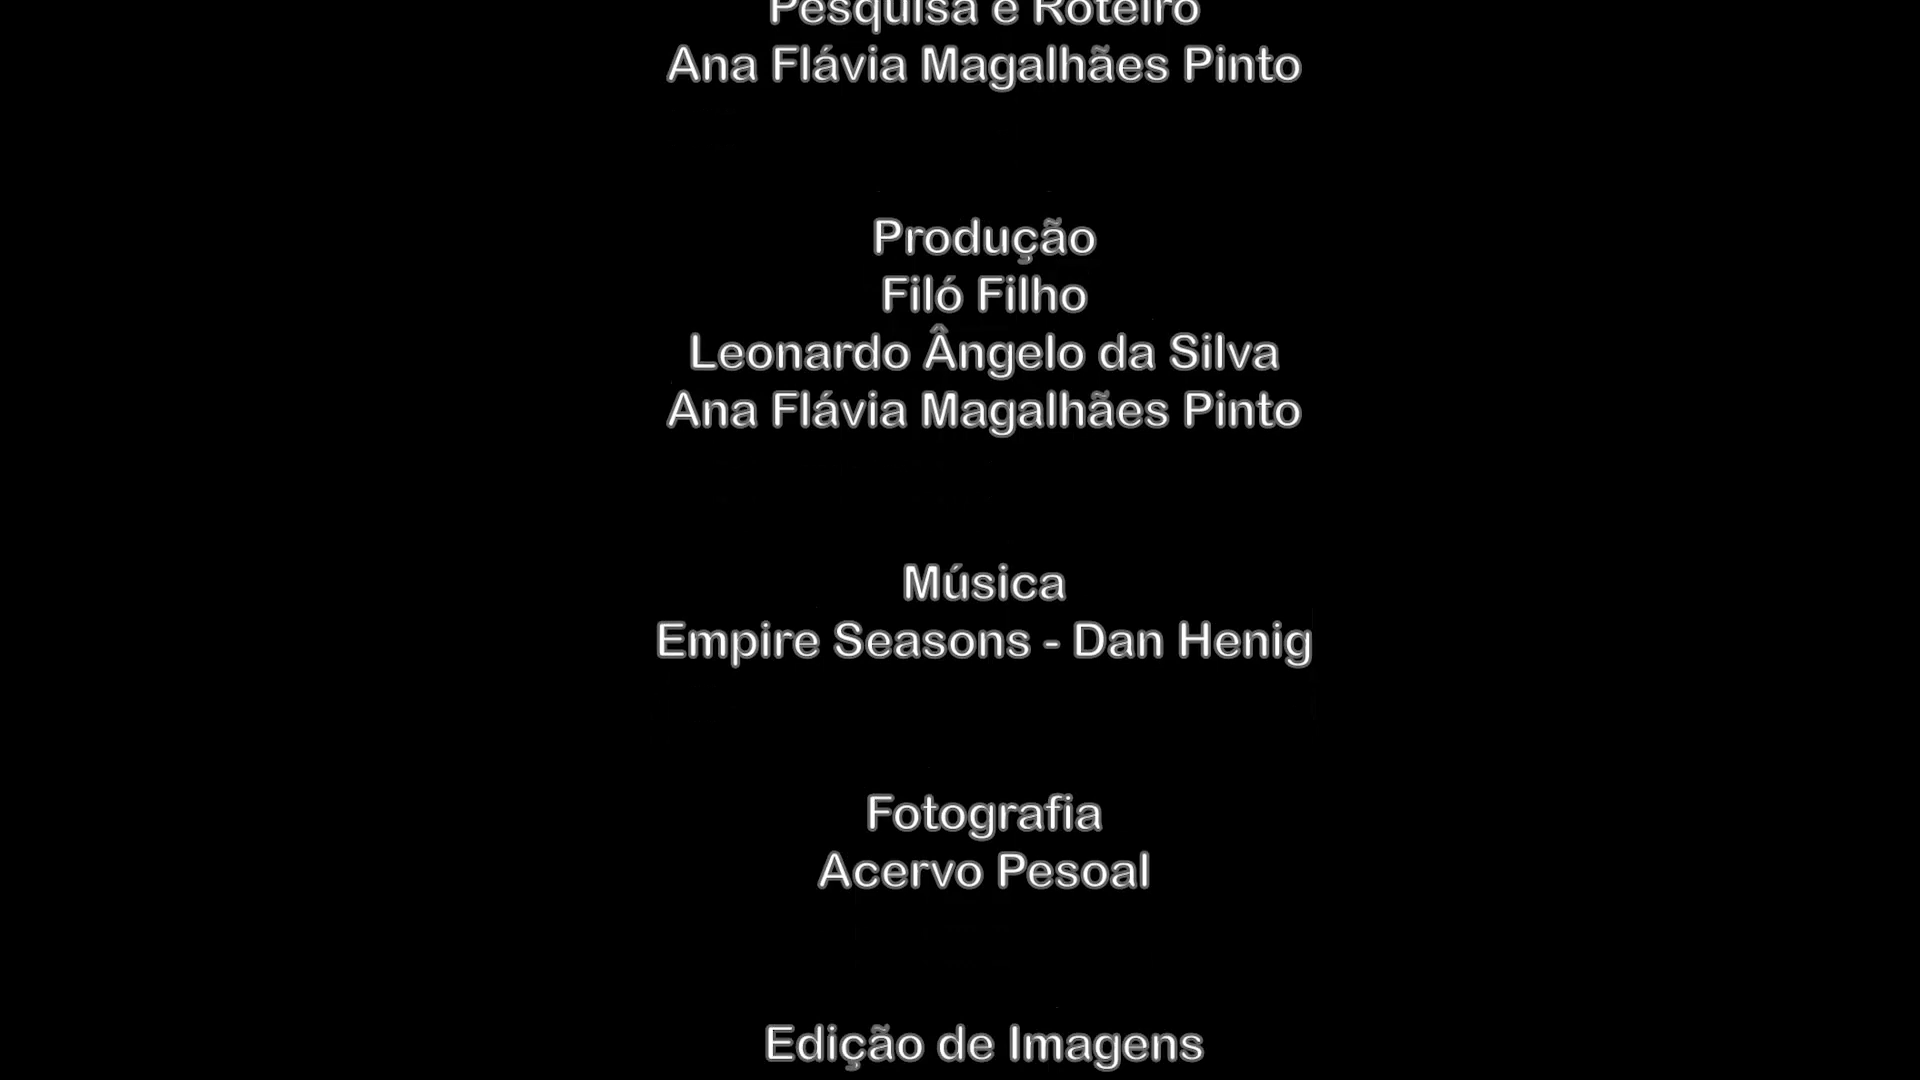 Pesquisa e Roteiro
Ana Flávia Magalhães Pinto
Produção
Filó Filho
Leonardo Ângelo da Silva
Ana Flávia Magalhães Pinto
Música
Empire Seasons - Dan Henig
Fotografia
Acervo Pesoal
Edição de Imagens